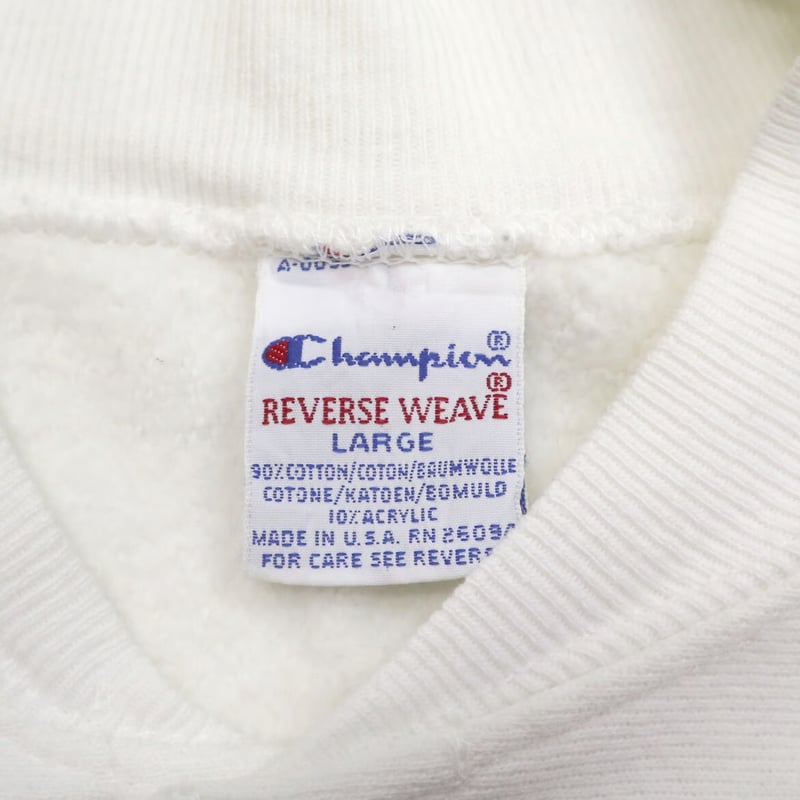 Champion®
REVERSE WEAVE®
LARGE
90% COTTON/COTON/BAUMWOLLE
COTONE/KATOEN/BOMULD
10% ACRYLIC
MADE IN U.S.A. RN 26094
FOR CARE SEE REVERS